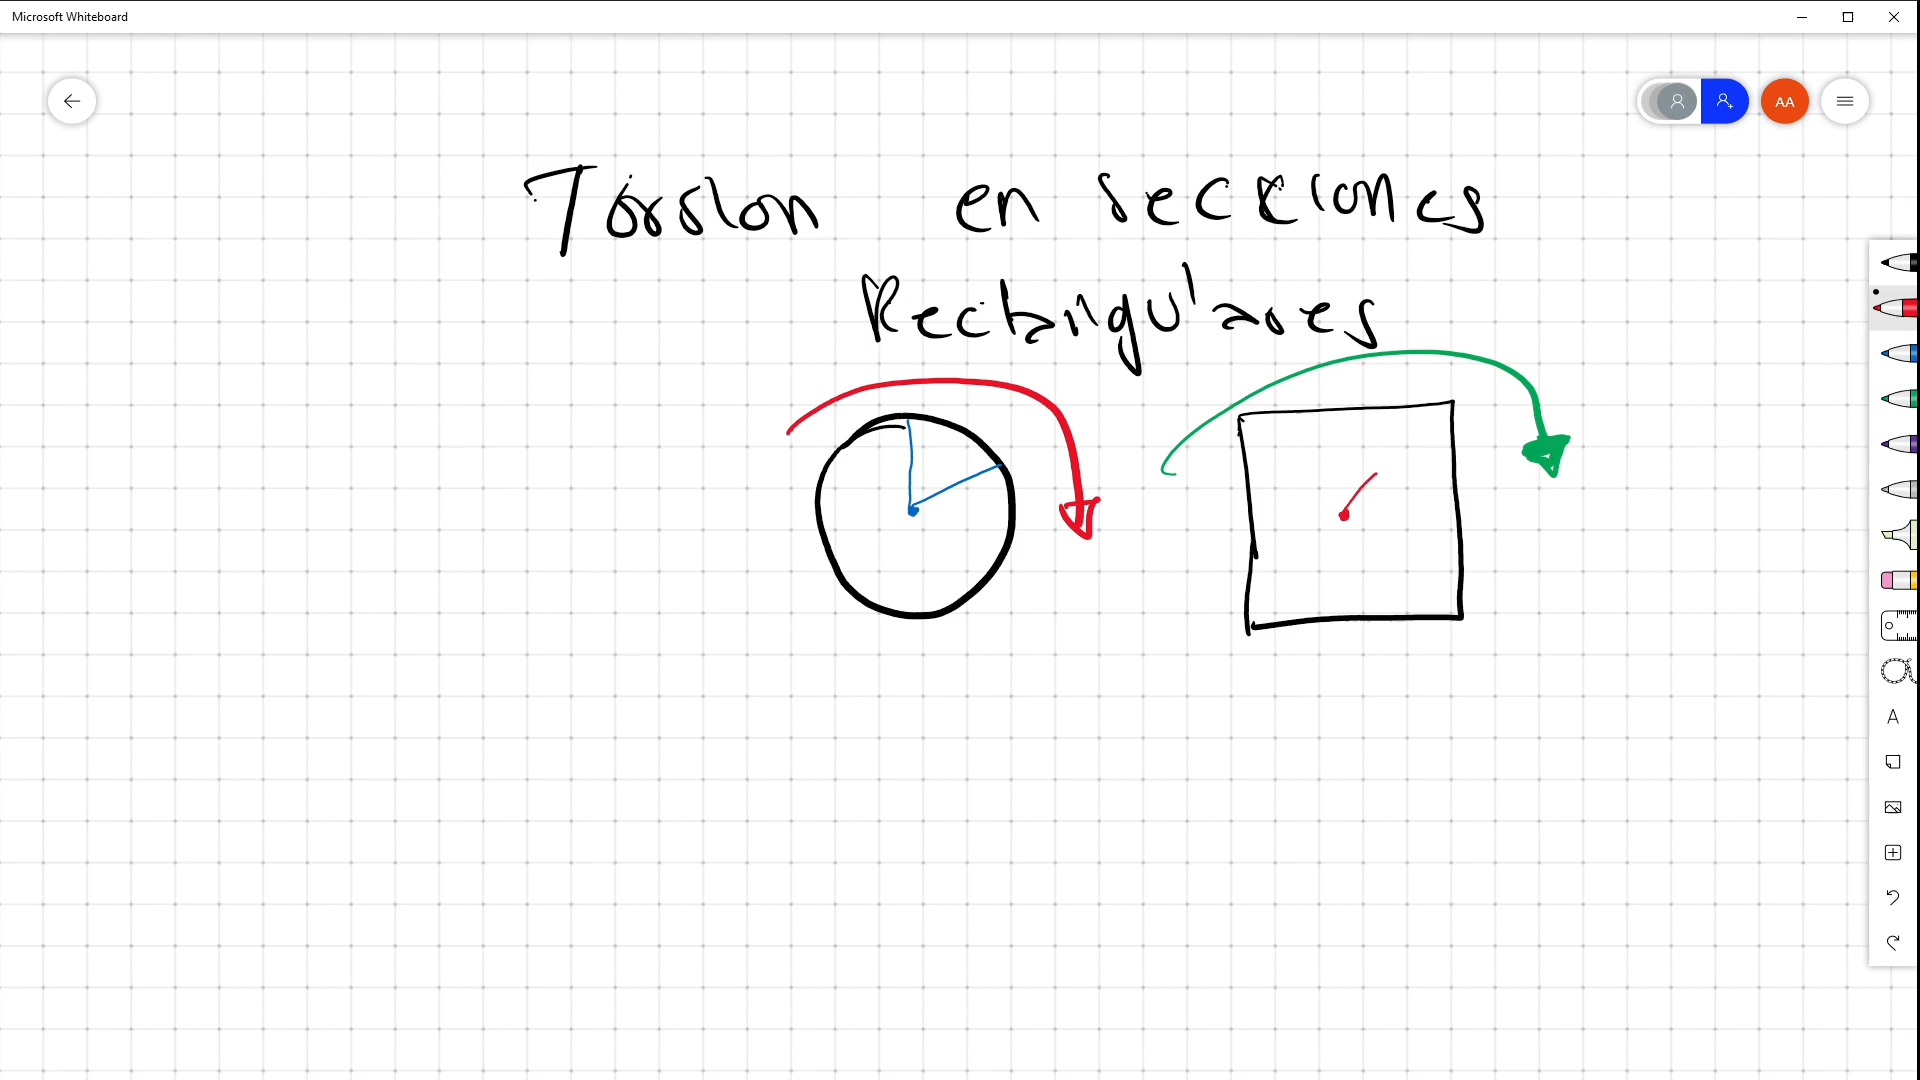 Microsoft Whiteboard
AA
Torsion en secciones
Rectangulares
A